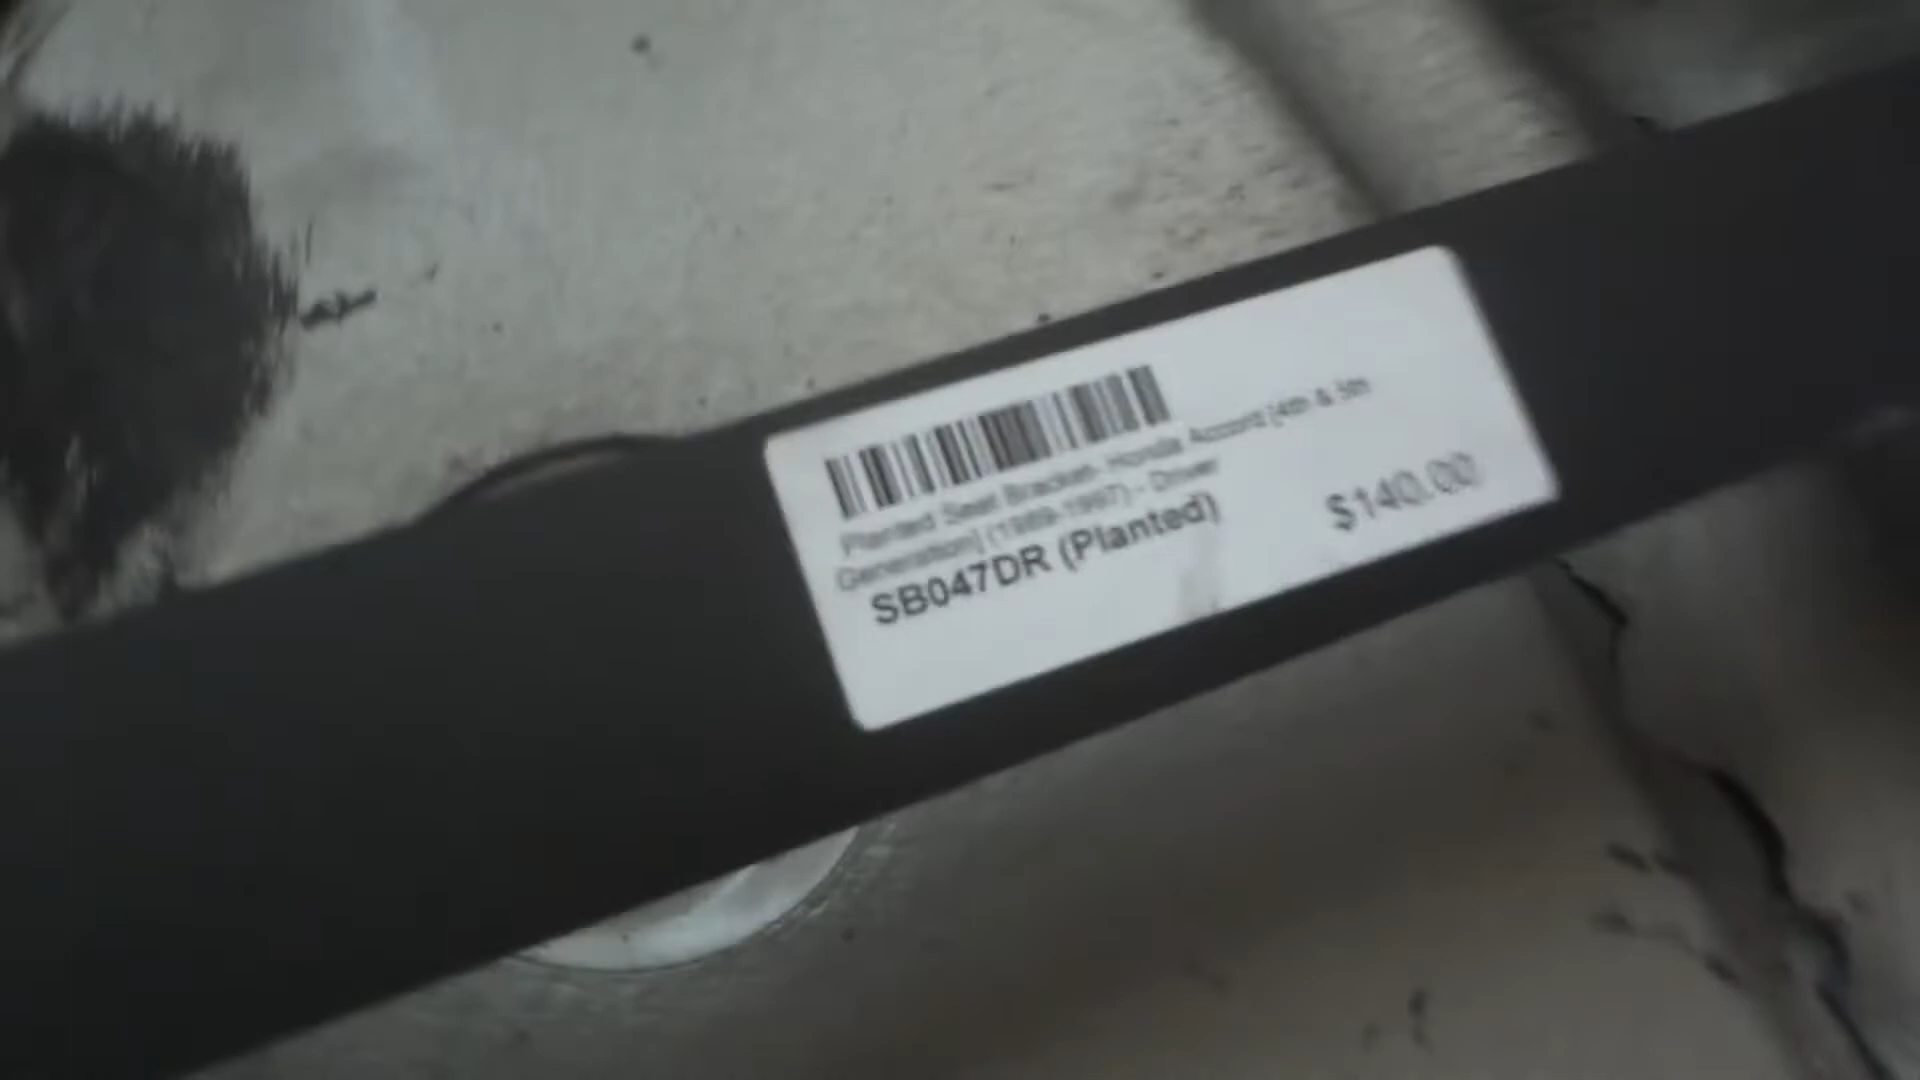 Planted Seat Bracket- Honda Accord [4th & 5th
Generation] (1989-1997) - Driver
SB047DR (Planted)
$140.00